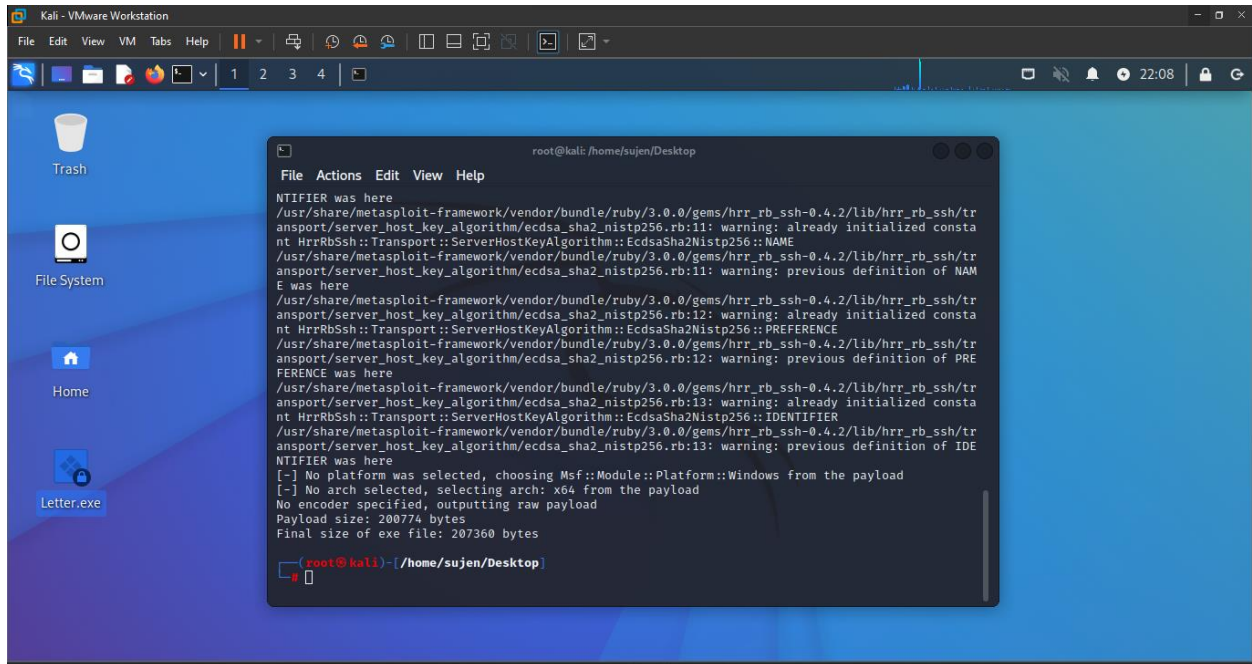 Kali - VMware Workstation
File Edit View VM Tabs Help
1 2 3 4
22:08
Trash
File System
Home
Letter.exe
root@kali: /home/sujen/Desktop
File Actions Edit View Help
NTIFIER was here
/usr/share/metasploit-framework/vendor/bundle/ruby/3.0.0/gems/hrr_rb_ssh-0.4.2/lib/hrr_rb_ssh/tr
ansport/server_host_key_algorithm/ecdsa_sha2_nistp256.rb:11: warning: already initialized consta
nt HrrRbSsh::Transport::ServerHostKeyAlgorithm::EcdsaSha2Nistp256::NAME
/usr/share/metasploit-framework/vendor/bundle/ruby/3.0.0/gems/hrr_rb_ssh-0.4.2/lib/hrr_rb_ssh/tr
ansport/server_host_key_algorithm/ecdsa_sha2_nistp256.rb:11: warning: previous definition of NAM
E was here
/usr/share/metasploit-framework/vendor/bundle/ruby/3.0.0/gems/hrr_rb_ssh-0.4.2/lib/hrr_rb_ssh/tr
ansport/server_host_key_algorithm/ecdsa_sha2_nistp256.rb:12: warning: already initialized consta
nt HrrRbSsh::Transport::ServerHostKeyAlgorithm::EcdsaSha2Nistp256::PREFERENCE
/usr/share/metasploit-framework/vendor/bundle/ruby/3.0.0/gems/hrr_rb_ssh-0.4.2/lib/hrr_rb_ssh/tr
ansport/server_host_key_algorithm/ecdsa_sha2_nistp256.rb:12: warning: previous definition of PRE
FERENCE was here
/usr/share/metasploit-framework/vendor/bundle/ruby/3.0.0/gems/hrr_rb_ssh-0.4.2/lib/hrr_rb_ssh/tr
ansport/server_host_key_algorithm/ecdsa_sha2_nistp256.rb:13: warning: already initialized consta
nt HrrRbSsh::Transport::ServerHostKeyAlgorithm::EcdsaSha2Nistp256::IDENTIFIER
/usr/share/metasploit-framework/vendor/bundle/ruby/3.0.0/gems/hrr_rb_ssh-0.4.2/lib/hrr_rb_ssh/tr
ansport/server_host_key_algorithm/ecdsa_sha2_nistp256.rb:13: warning: previous definition of IDE
NTIFIER was here
[-] No platform was selected, choosing Msf::Module::Platform::Windows from the payload
[-] No arch selected, selecting arch: x64 from the payload
No encoder specified, outputting raw payload
Payload size: 200774 bytes
Final size of exe file: 207360 bytes
┌──(root㉿kali)-[/home/sujen/Desktop]
└─#